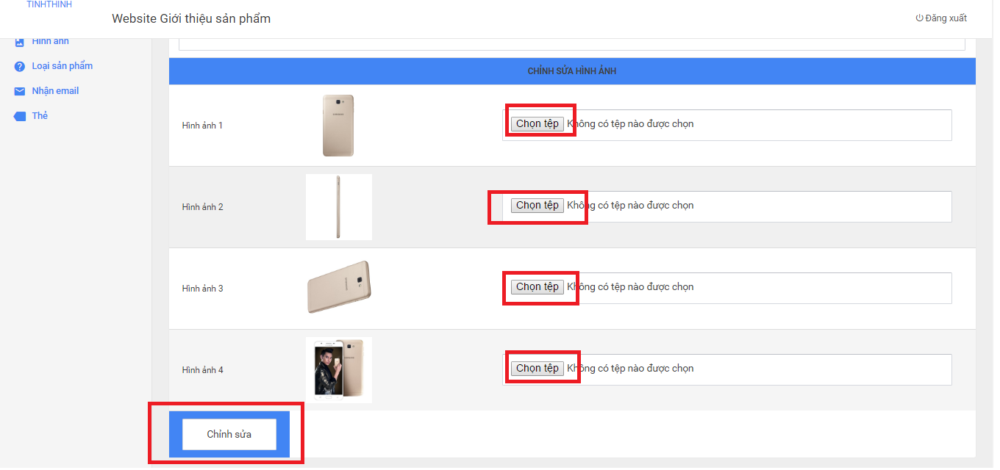 TINHTHINH
Website Giới thiệu sản phẩm
Đăng xuất
Hình ảnh
Loại sản phẩm
Nhận email
Thẻ
CHỈNH SỬA HÌNH ẢNH
Hình ảnh 1
SAMSUNG
Chọn tệp Không có tệp nào được chọn
Hình ảnh 2
Chọn tệp Không có tệp nào được chọn
Hình ảnh 3
Chọn tệp Không có tệp nào được chọn
Hình ảnh 4
Chọn tệp Không có tệp nào được chọn
Chỉnh sửa